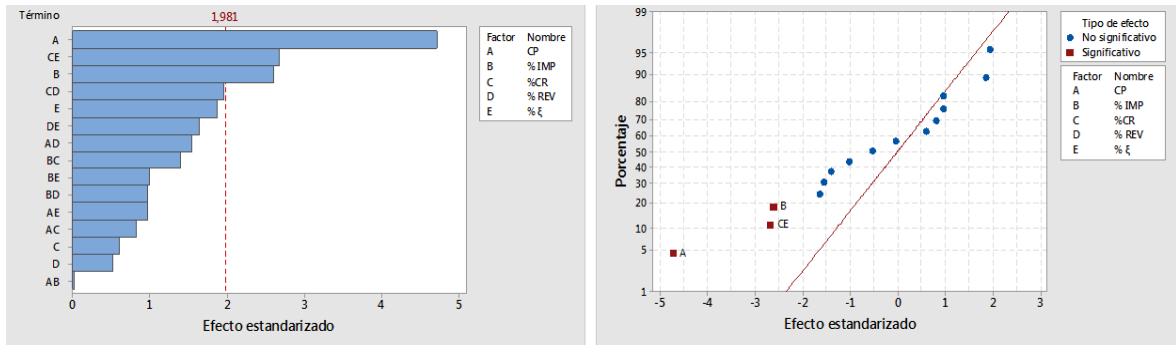 Término
1,981
A
CE
B
CD
E
DE
AD
BC
BE
BD
AE
AC
C
D
AB
0 1 2 3 4 5
Efecto estandarizado
Factor Nombre
A CP
B % IMP
C %CR
D % REV
E % ξ
Porcentaje
99
95
90
80
70
60
50
40
30
20
10
5
1
B
CE
A
-5 -4 -3 -2 -1 0 1 2 3
Efecto estandarizado
Tipo de efecto
No significativo
Significativo
Factor Nombre
A CP
B % IMP
C %CR
D % REV
E % ξ